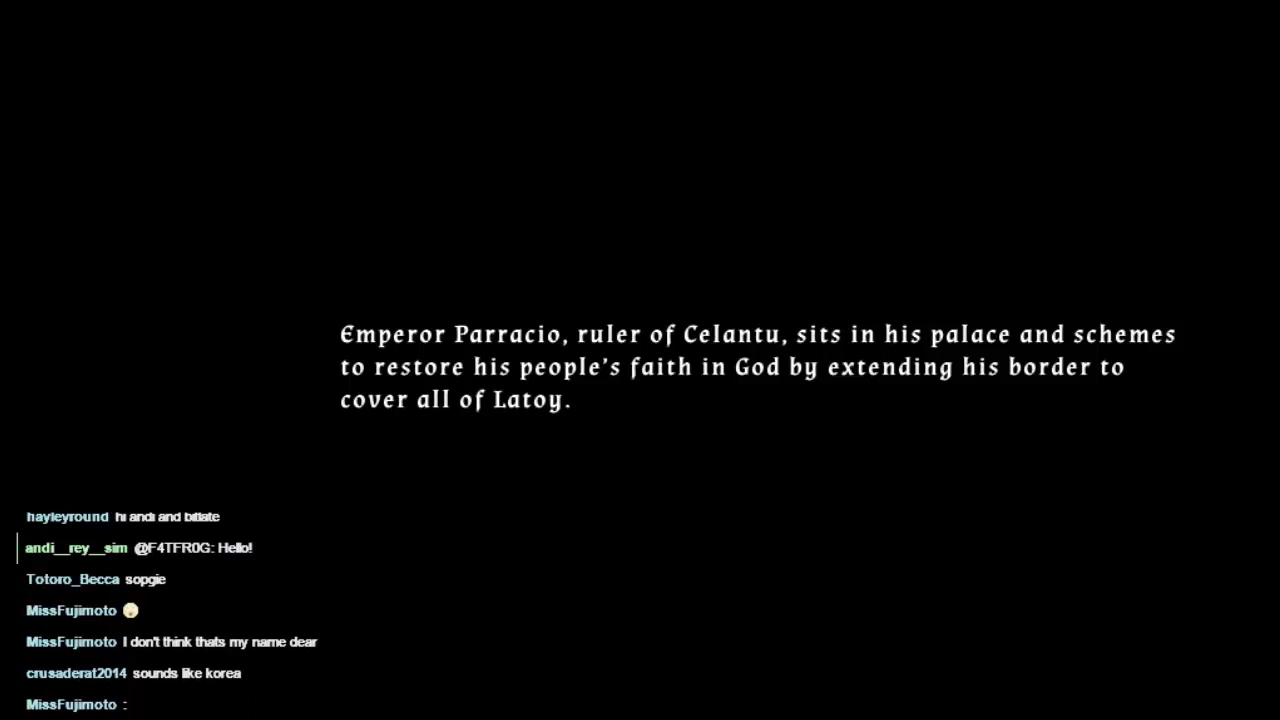 Emperor Parracio, ruler of Celantu, sits in his palace and schemes
to restore his people's faith in God by extending his border to
cover all of Latoy.
hayleyround hi andi and bitlate
andi__rey__sim @F4TFR0G: Hello!
Totoro_Becca sopgie
MissFujimoto
MissFujimoto I don't think thats my name dear
crusaderat2014 sounds like korea
MissFujimoto :